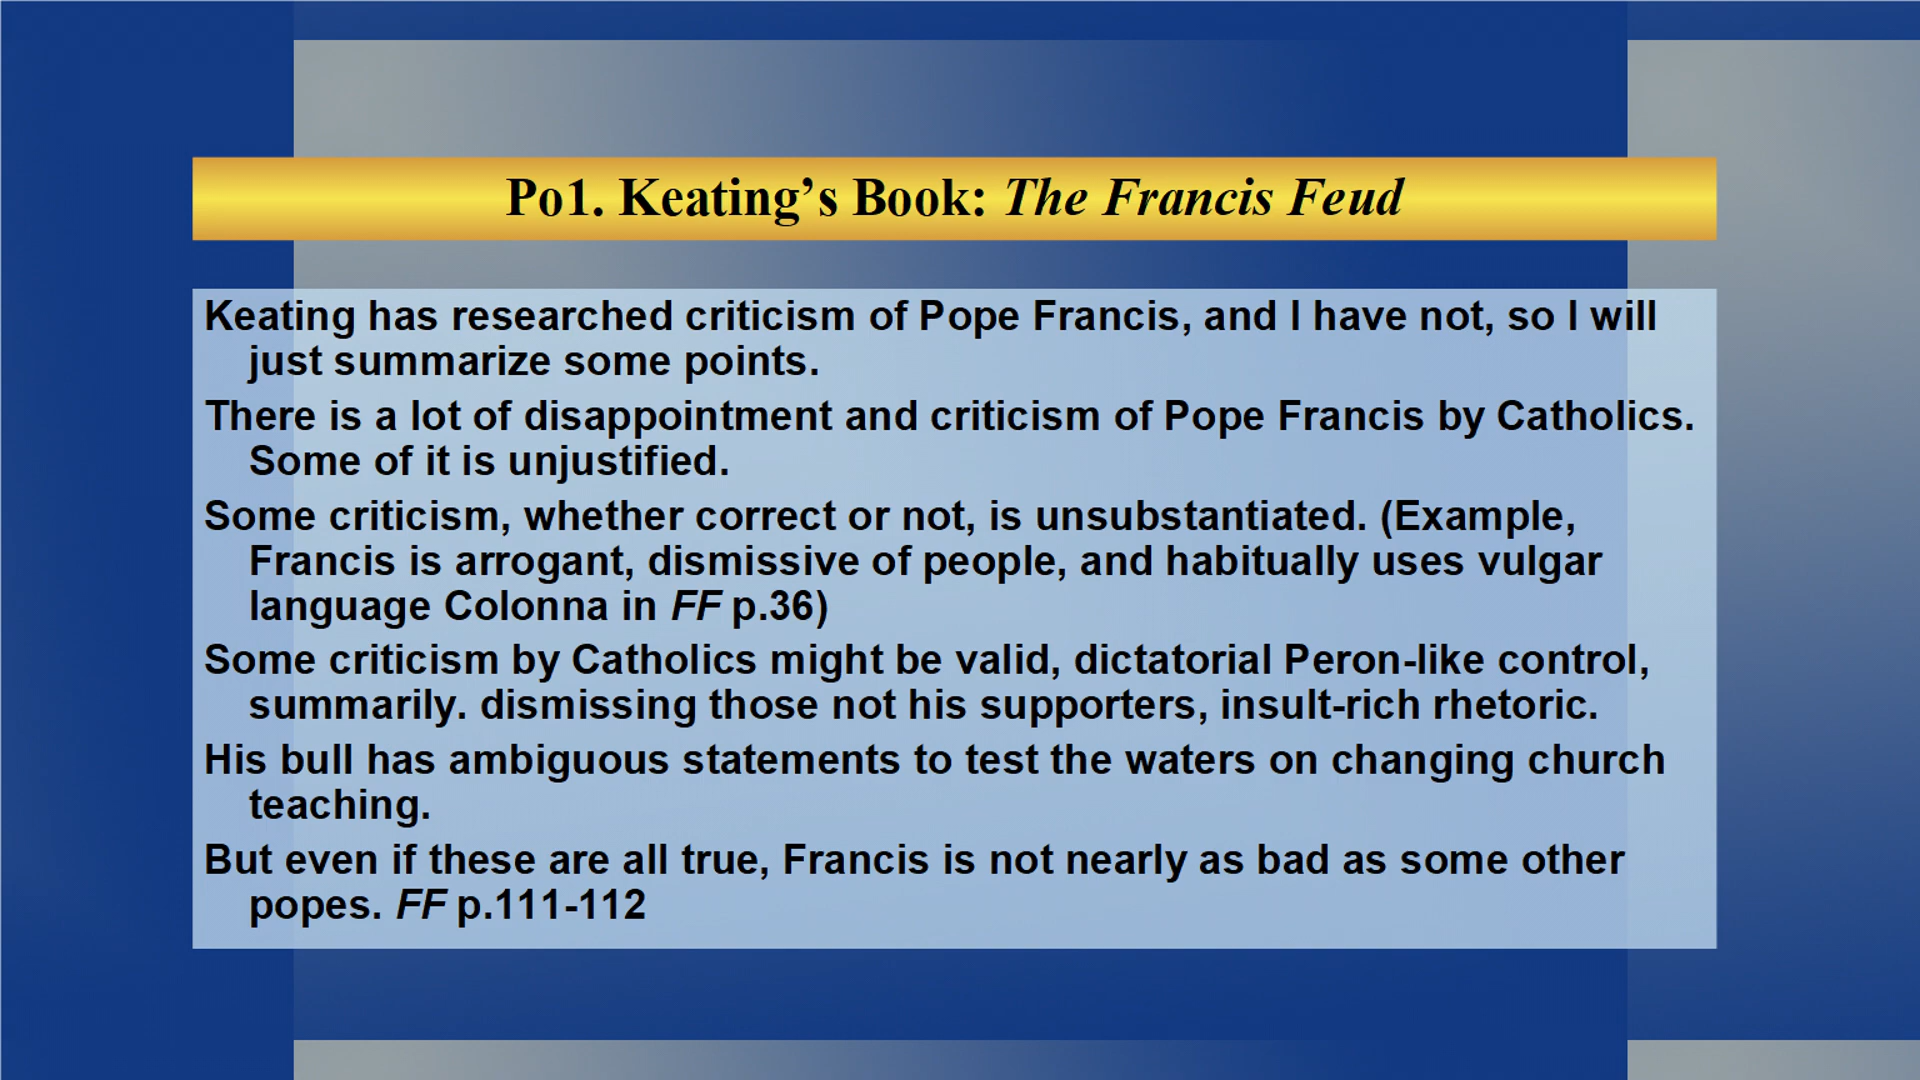 Po1. Keating’s Book: The Francis Feud
Keating has researched criticism of Pope Francis, and I have not, so I will
just summarize some points.
There is a lot of disappointment and criticism of Pope Francis by Catholics.
Some of it is unjustified.
Some criticism, whether correct or not, is unsubstantiated. (Example,
Francis is arrogant, dismissive of people, and habitually uses vulgar
language Colonna in FF p.36)
Some criticism by Catholics might be valid, dictatorial Peron-like control,
summarily. dismissing those not his supporters, insult-rich rhetoric.
His bull has ambiguous statements to test the waters on changing church
teaching.
But even if these are all true, Francis is not nearly as bad as some other
popes. FF p.111-112